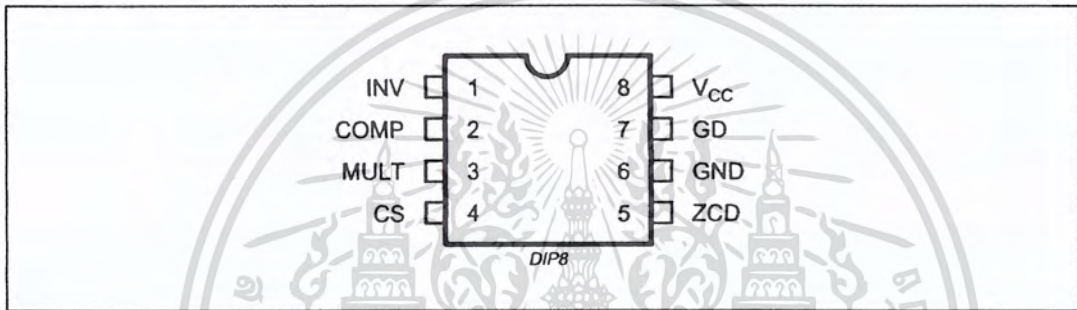 INV 1 8 VCC
COMP 2 7 GD
MULT 3 6 GND
CS 4 5 ZCD
DIP8